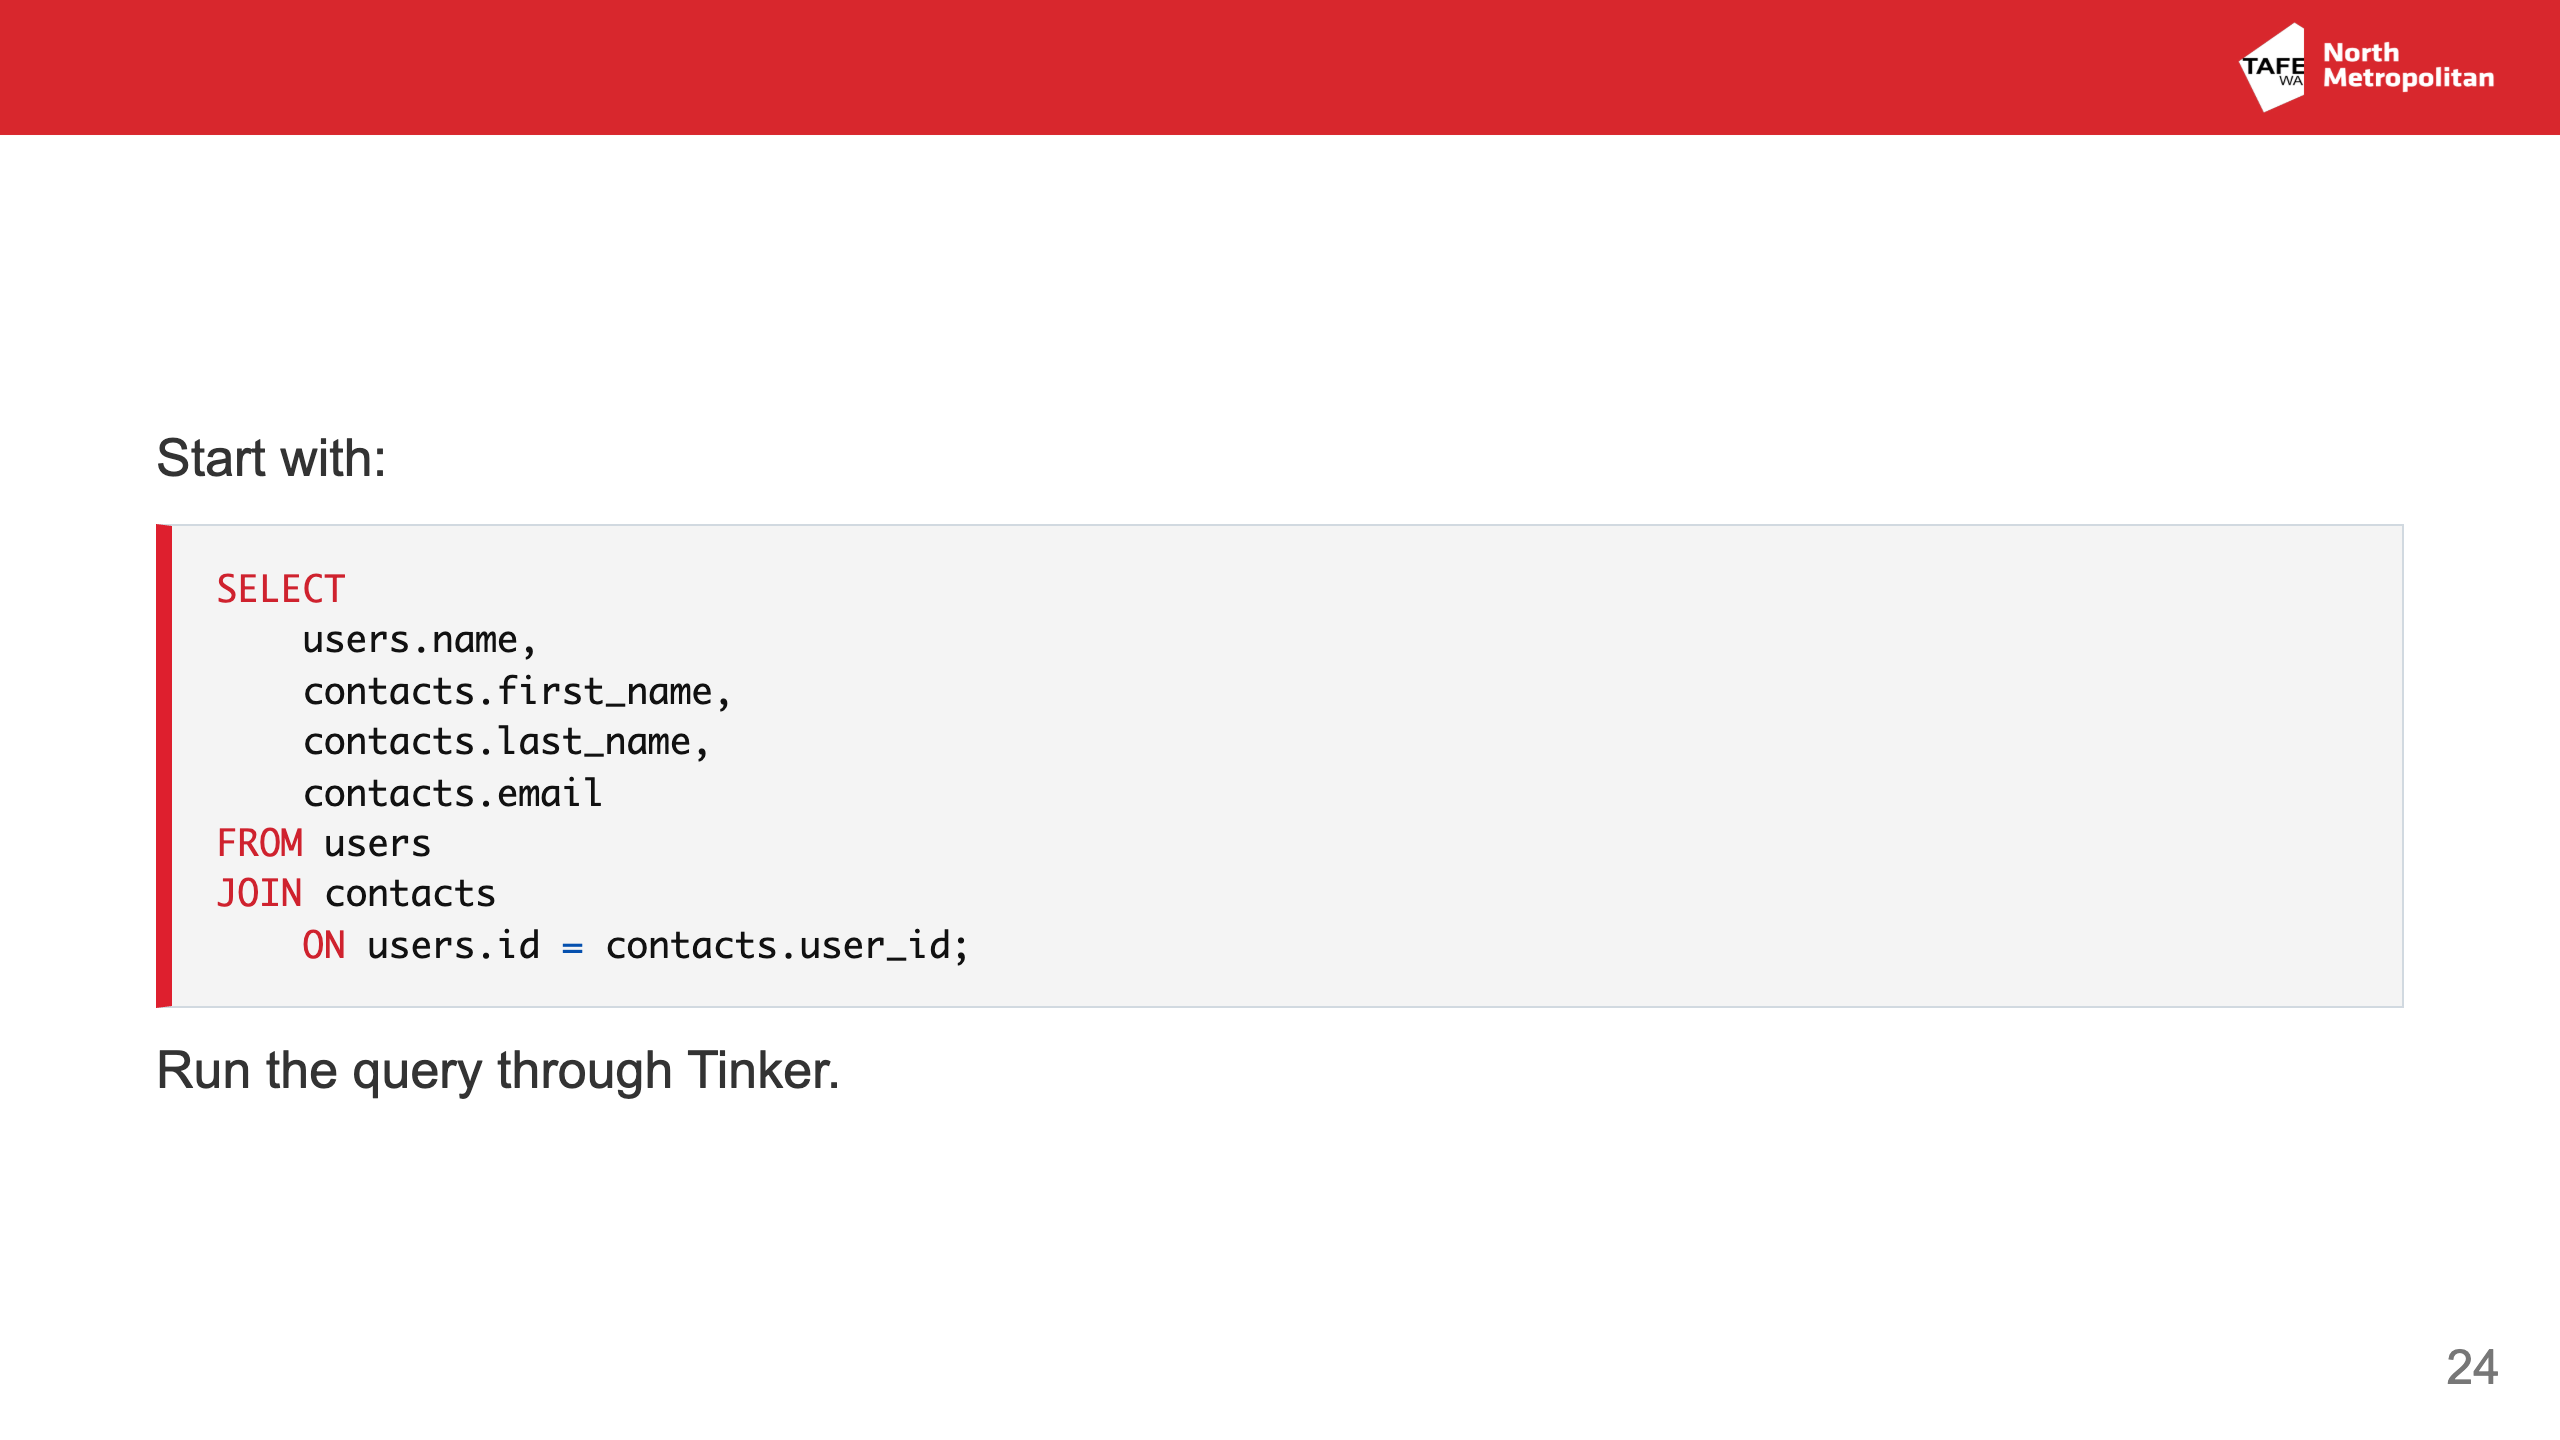 TAFE
WA
North
Metropolitan
Start with:
SELECT
    users.name,
    contacts.first_name,
    contacts.last_name,
    contacts.email
FROM users
JOIN contacts
    ON users.id = contacts.user_id;
Run the query through Tinker.
24